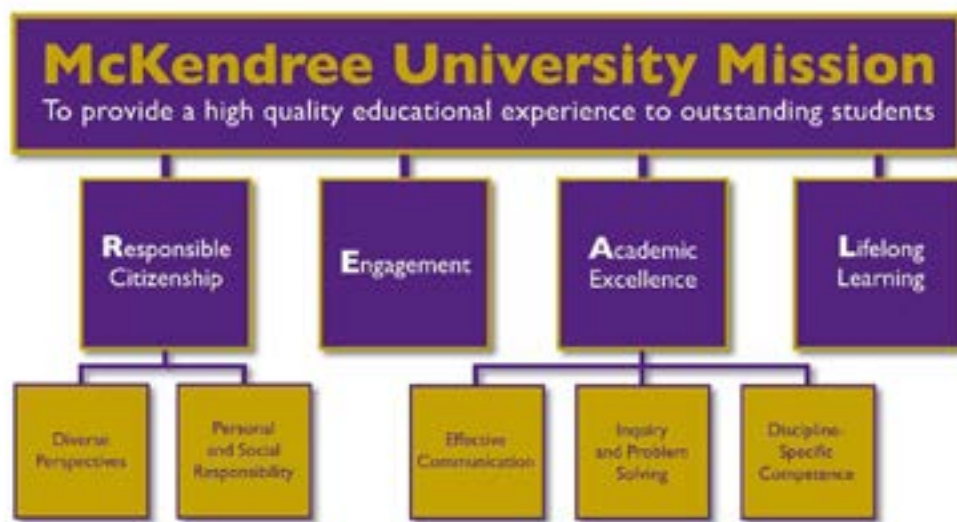 McKendree University Mission
To provide a high quality educational experience to outstanding students
Responsible
Citizenship
Engagement
Academic
Excellence
Lifelong
Learning
Diverse
Perspectives
Personal
and Social
Responsibility
Effective
Communication
Inquiry
and Problem
Solving
Discipline-
Specific
Competence